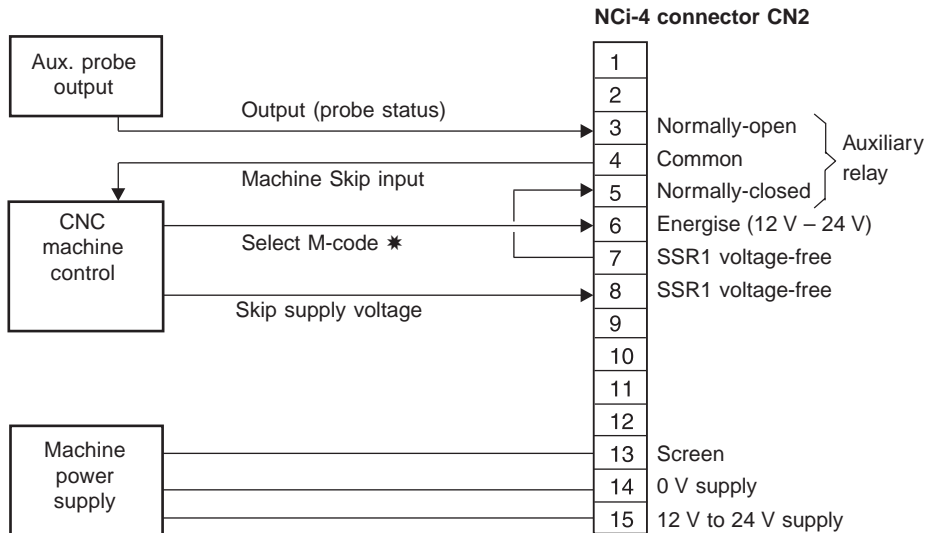 NCi-4 connector CN2
Aux. probe
output
Output (probe status)
Machine Skip input
CNC
machine
control
Select M-code ✷
Skip supply voltage
Machine
power
supply
1
2
3 Normally-open
4 Common
5 Normally-closed
6 Energise (12 V – 24 V)
7 SSR1 voltage-free
8 SSR1 voltage-free
9
10
11
12
13 Screen
14 0 V supply
15 12 V to 24 V supply
Auxiliary
relay